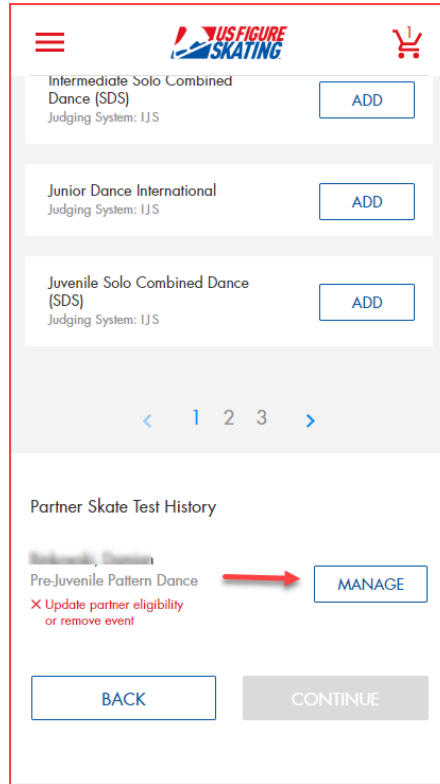 1
US FIGURE
SKATING
Intermediate Solo Combined
Dance (SDS)
Judging System: IJS
ADD
Junior Dance International
Judging System: IJS
ADD
Juvenile Solo Combined Dance
(SDS)
Judging System: IJS
ADD
< 1 2 3 >
Partner Skate Test History
Pre-Juvenile Pattern Dance
MANAGE
X Update partner eligibility
or remove event
BACK
CONTINUE